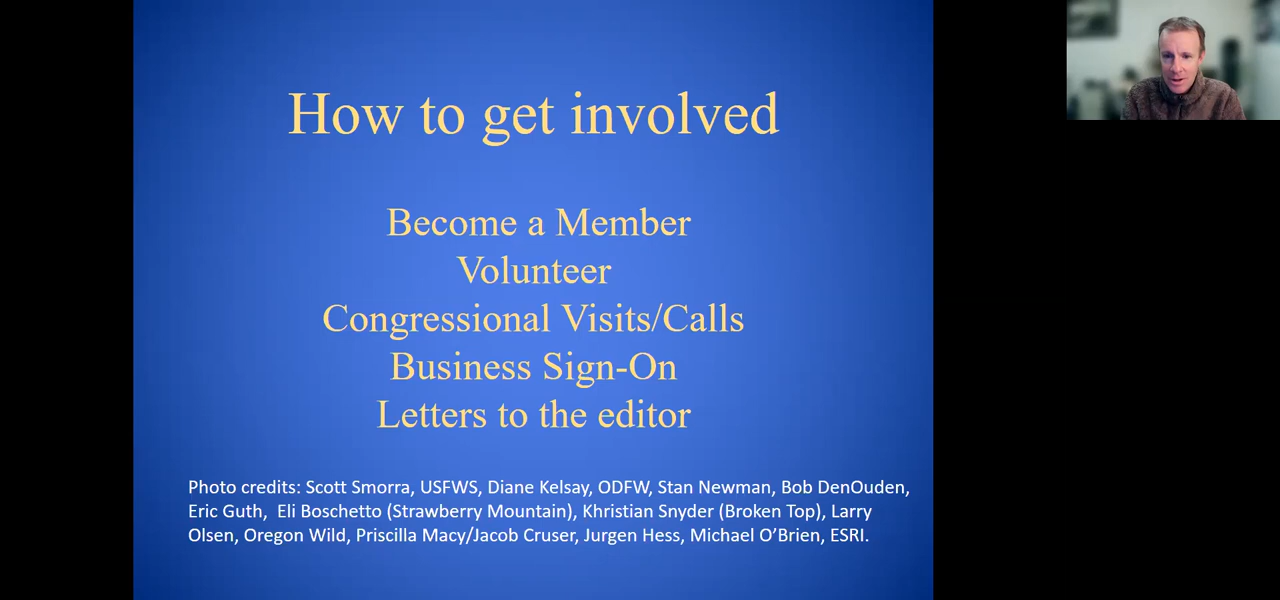 How to get involved
Become a Member
Volunteer
Congressional Visits/Calls
Business Sign-On
Letters to the editor
Photo credits: Scott Smorra, USFWS, Diane Kelsay, ODFW, Stan Newman, Bob DenOuden,
Eric Guth,  Eli Boschetto (Strawberry Mountain), Khristian Snyder (Broken Top), Larry
Olsen, Oregon Wild, Priscilla Macy/Jacob Cruser, Jurgen Hess, Michael O’Brien, ESRI.